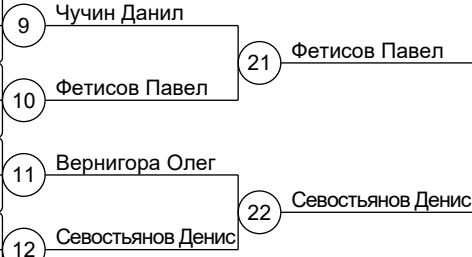 9 Чучин Данил
21 Фетисов Павел
10 Фетисов Павел
11 Вернигора Олег
22 Севостьянов Денис
12 Севостьянов Денис